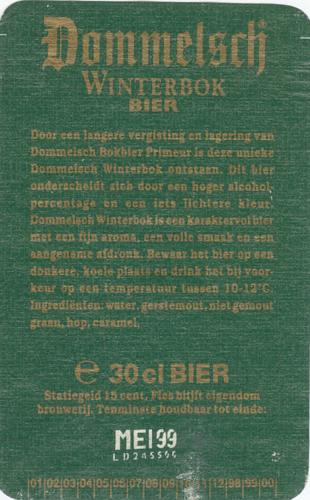 Dommelsch
WINTERBOK
BIER
Door een langere vergisting en lagering van
Dommelsch Bokbier Primeur is deze unieke
Dommelsch Winterbok ontstaan. Dit bier
onderscheidt zich door een hoger alcohol
percentage en een iets lichtere kleur.
Dommelsch Winterbok is een karaktervol bier
met een fijn aroma, een volle smaak en een
aangename afdronk. Bewaar het bier op een
donkere, koele plaats en drink het bij voor-
keur op een temperatuur tussen 10-12°C.
Ingrediënten: water, gerstemout, niet gemout
graan, hop, caramel.
℮ 30 cl BIER
Statiegeld 15 cent, Fles blijft eigendom
brouwerij. Tenminste houdbaar tot einde:
MEI 99
01 02 03 04 05 06 07 08 09 10 11 12 98 99 00